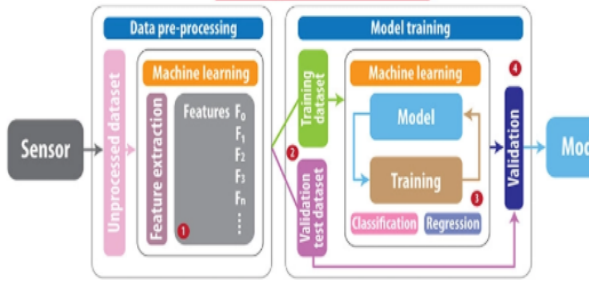 Data pre-processing
Model training
Sensor
Unprocessed dataset
Machine learning
Feature extraction
Features F0
F1
F2
F3
Fn
1
2
Training
dataset
Validation
test dataset
Machine learning
Model
Training
3
Classification
Regression
4
Validation